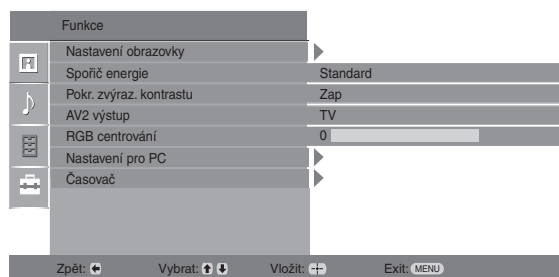 Funkce
Nastavení obrazovky
Spořič energie Standard
Pokr. zvýraz. kontrastu Zap
AV2 výstup TV
RGB centrování 0
Nastavení pro PC
Časovač
Zpět: Vybrat: Vložit: Exit: MENU